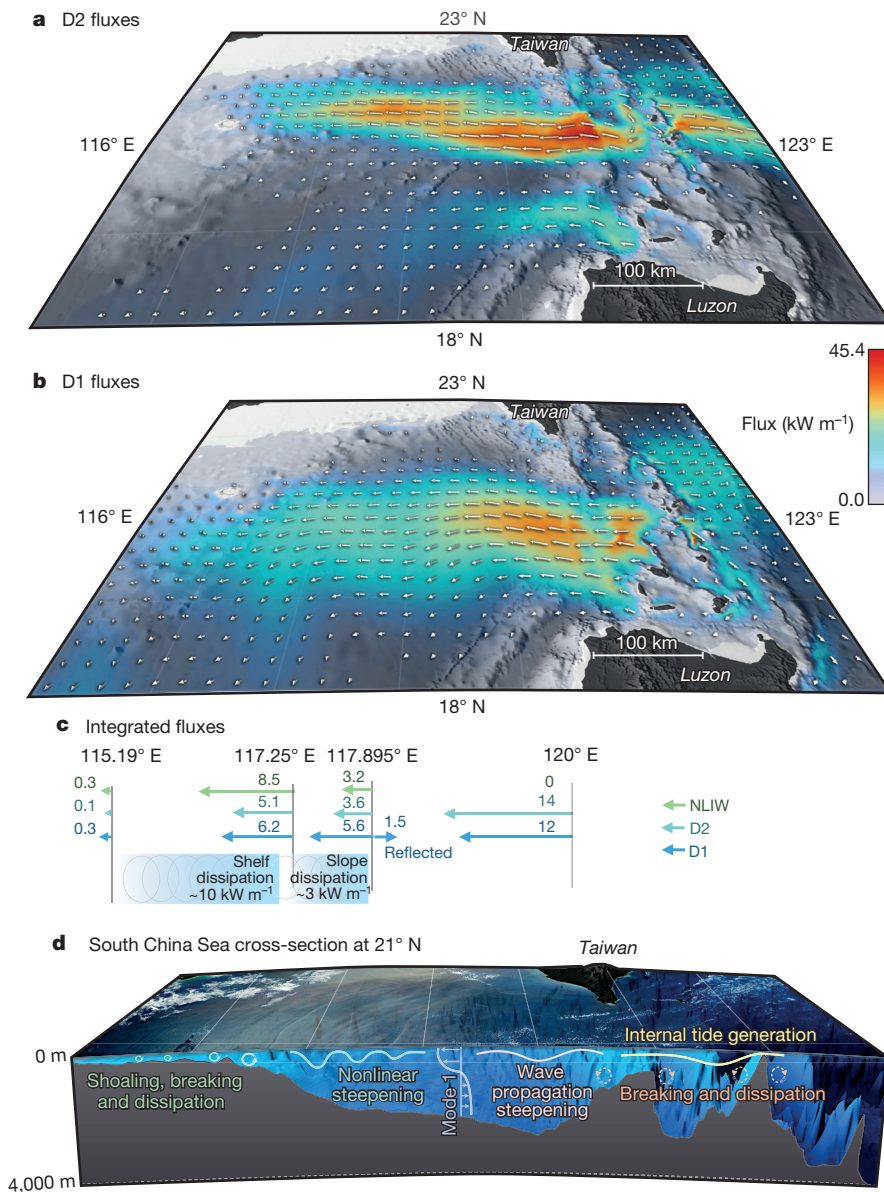 a D2 fluxes
23° N
Taiwan
116° E
123° E
100 km
Luzon
18° N
b D1 fluxes
23° N
Taiwan
45.4
Flux (kW m⁻¹)
0.0
116° E
123° E
100 km
Luzon
18° N
c Integrated fluxes
115.19° E 117.25° E 117.895° E 120° E
0.3 8.5 3.2 0
NLIW
0.1 5.1 3.6 14
D2
0.3 6.2 5.6 1.5 12
D1
Reflected
Shelf
dissipation
~10 kW m⁻¹
Slope
dissipation
~3 kW m⁻¹
d South China Sea cross-section at 21° N
Taiwan
Internal tide generation
0 m
Shoaling, breaking
and dissipation
Nonlinear
steepening
Mode 1
Wave
propagation
steepening
Breaking and dissipation
4,000 m